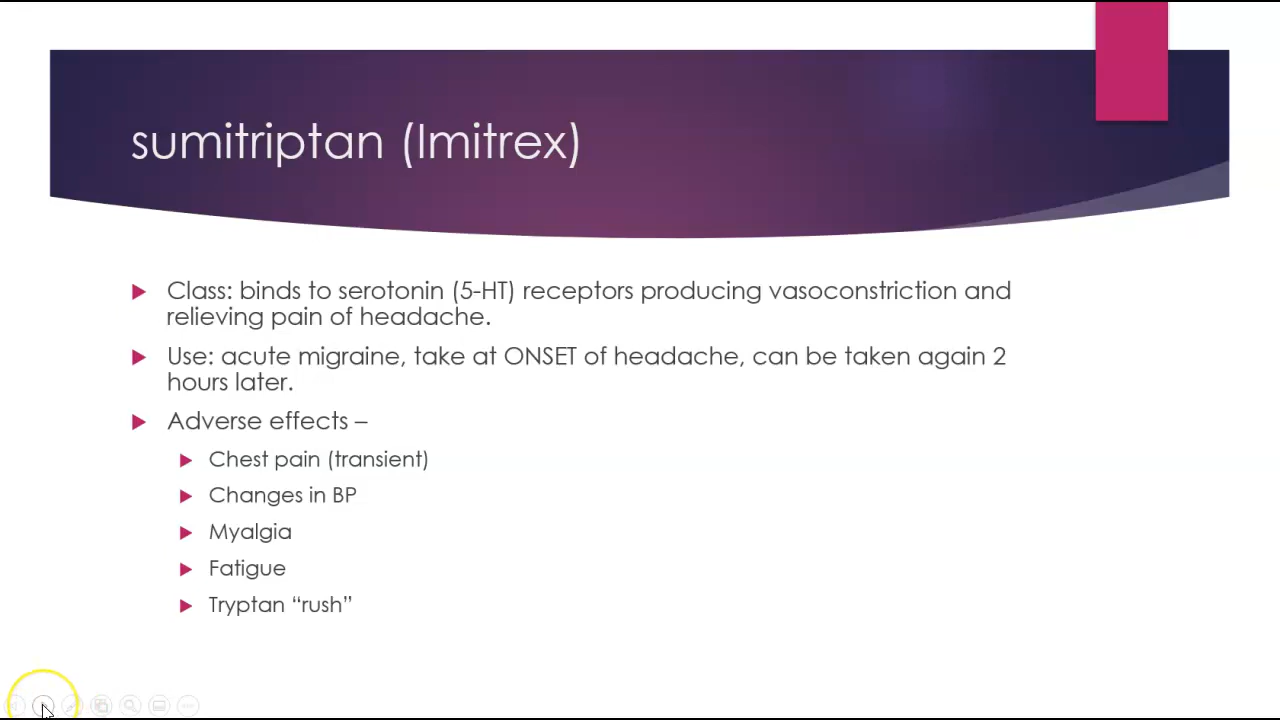 sumitriptan (Imitrex)
Class: binds to serotonin (5-HT) receptors producing vasoconstriction and
relieving pain of headache.
Use: acute migraine, take at ONSET of headache, can be taken again 2
hours later.
Adverse effects –
Chest pain (transient)
Changes in BP
Myalgia
Fatigue
Tryptan “rush”